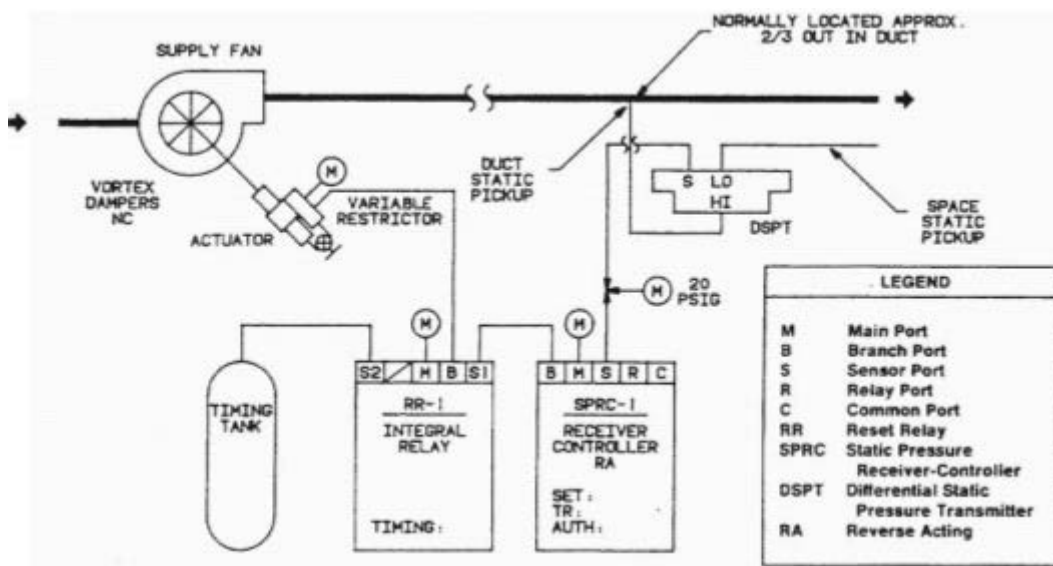 NORMALLY LOCATED APPROX.
2/3 OUT IN DUCT
SUPPLY FAN
VORTEX
DAMPERS
NC
ACTUATOR
M
VARIABLE
RESTRICTOR
DUCT
STATIC
PICKUP
S LO
HI
DSPT
SPACE
STATIC
PICKUP
M
20
PSIG
M
M
TIMING
TANK
S2 M B S1
RR-1
INTEGRAL
RELAY
TIMING:
B M S R C
SPRC-1
RECEIVER
CONTROLLER
RA
SET:
TR:
AUTH:
LEGEND
M Main Port
B Branch Port
S Sensor Port
R Relay Port
C Common Port
RR Reset Relay
SPRC Static Pressure
Receiver-Controller
DSPT Differential Static
Pressure Transmitter
RA Reverse Acting